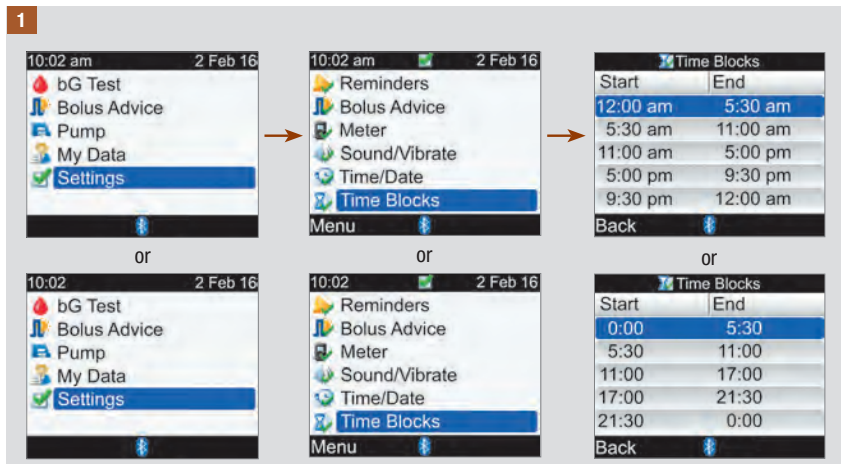 1
10:02 am 2 Feb 16
bG Test
Bolus Advice
Pump
My Data
Settings
10:02 am 2 Feb 16
Reminders
Bolus Advice
Meter
Sound/Vibrate
Time/Date
Time Blocks
Menu
Time Blocks
Start End
12:00 am 5:30 am
5:30 am 11:00 am
11:00 am 5:00 pm
5:00 pm 9:30 pm
9:30 pm 12:00 am
Back
or
or
or
10:02 2 Feb 16
bG Test
Bolus Advice
Pump
My Data
Settings
10:02 2 Feb 16
Reminders
Bolus Advice
Meter
Sound/Vibrate
Time/Date
Time Blocks
Menu
Time Blocks
Start End
0:00 5:30
5:30 11:00
11:00 17:00
17:00 21:30
21:30 0:00
Back